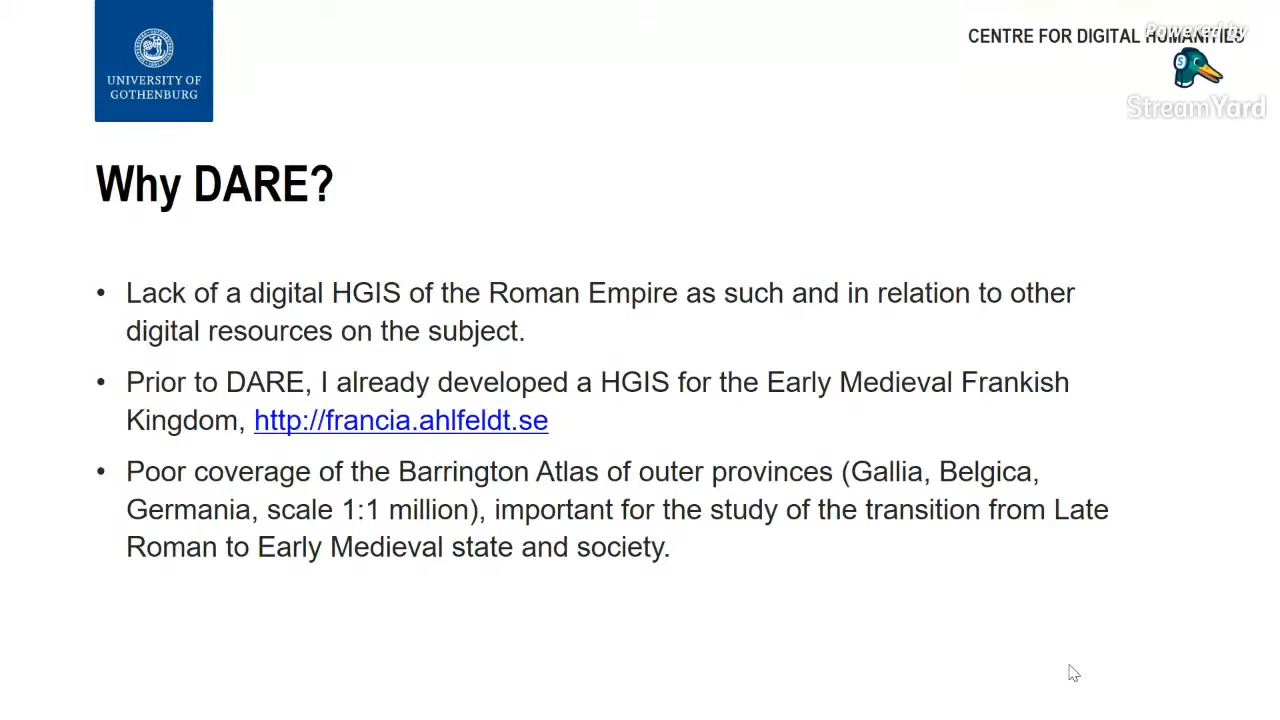 UNIVERSITY OF
GOTHENBURG
CENTRE FOR DIGITAL HUMANITIES
Powered by
StreamYard
Why DARE?
• Lack of a digital HGIS of the Roman Empire as such and in relation to other
digital resources on the subject.
• Prior to DARE, I already developed a HGIS for the Early Medieval Frankish
Kingdom, http://francia.ahlfeldt.se
• Poor coverage of the Barrington Atlas of outer provinces (Gallia, Belgica,
Germania, scale 1:1 million), important for the study of the transition from Late
Roman to Early Medieval state and society.